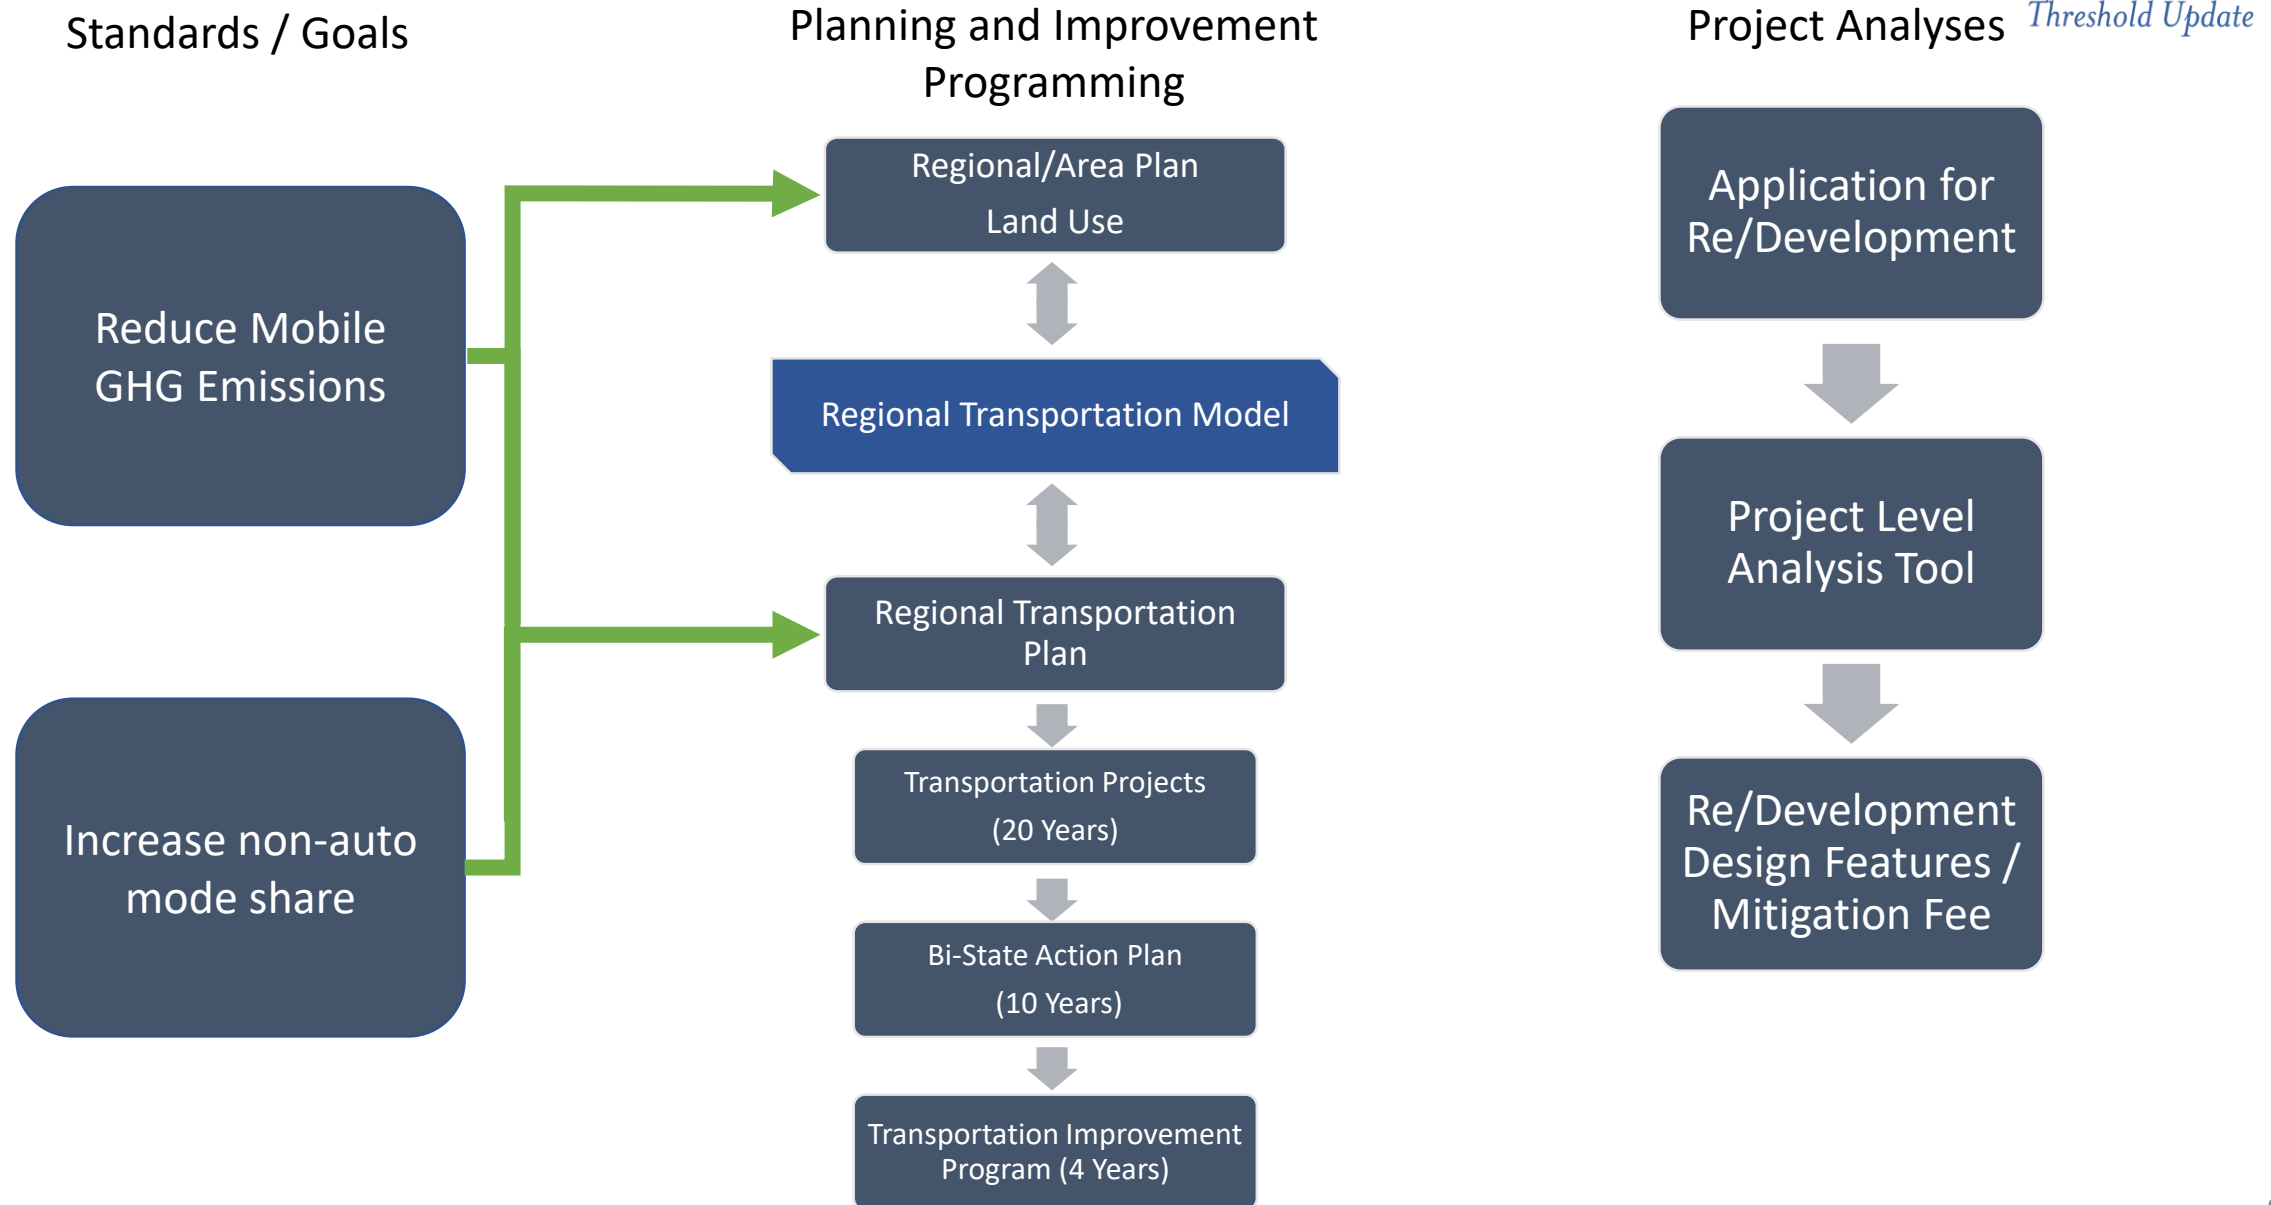 Standards / Goals
Planning and Improvement
Programming
Project Analyses
Threshold Update
Reduce Mobile
GHG Emissions
Increase non-auto
mode share
Regional/Area Plan
Land Use
Regional Transportation Model
Regional Transportation
Plan
Transportation Projects
(20 Years)
Bi-State Action Plan
(10 Years)
Transportation Improvement
Program (4 Years)
Application for
Re/Development
Project Level
Analysis Tool
Re/Development
Design Features /
Mitigation Fee